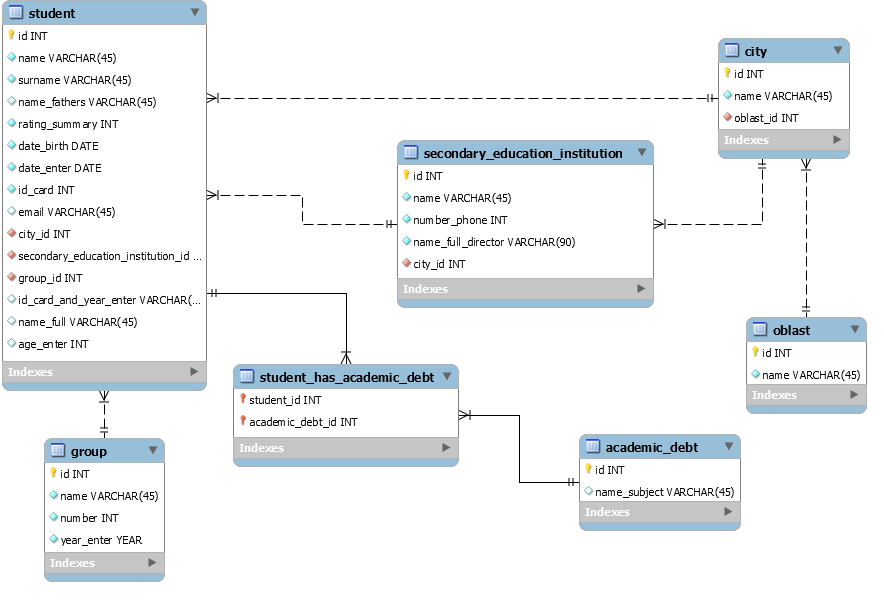 student
id INT
name VARCHAR(45)
surname VARCHAR(45)
name_fathers VARCHAR(45)
rating_summary INT
date_birth DATE
date_enter DATE
id_card INT
email VARCHAR(45)
city_id INT
secondary_education_institution_id ...
group_id INT
id_card_and_year_enter VARCHAR(...
name_full VARCHAR(45)
age_enter INT
Indexes
city
id INT
name VARCHAR(45)
oblast_id INT
Indexes
secondary_education_institution
id INT
name VARCHAR(45)
number_phone INT
name_full_director VARCHAR(90)
city_id INT
Indexes
oblast
id INT
name VARCHAR(45)
Indexes
student_has_academic_debt
student_id INT
academic_debt_id INT
Indexes
group
id INT
name VARCHAR(45)
number INT
year_enter YEAR
Indexes
academic_debt
id INT
name_subject VARCHAR(45)
Indexes